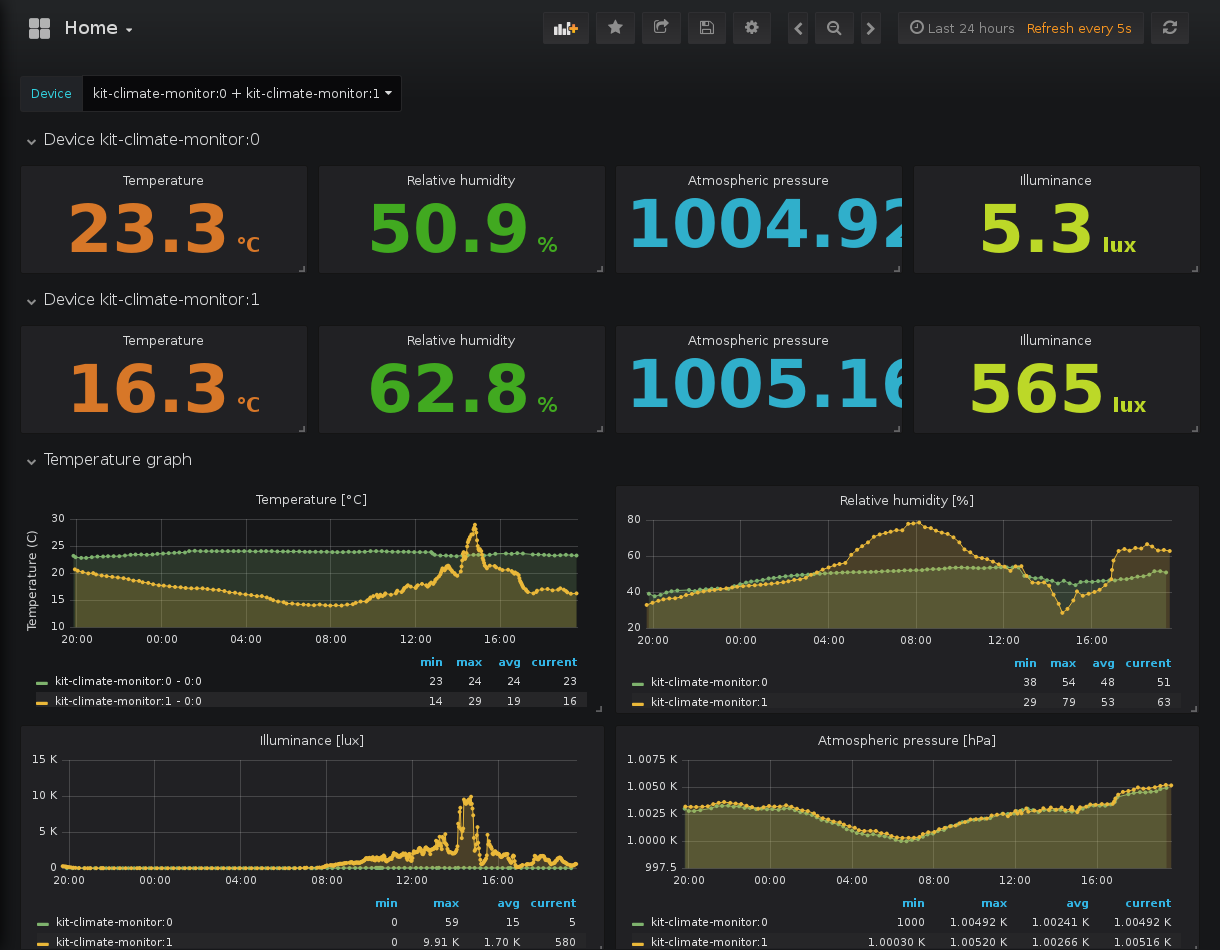 Home
Last 24 hours Refresh every 5s
Device kit-climate-monitor:0 + kit-climate-monitor:1
Device kit-climate-monitor:0
Temperature Relative humidity Atmospheric pressure Illuminance
23.3 °C 50.9 % 1004.92 5.3 lux
Device kit-climate-monitor:1
Temperature Relative humidity Atmospheric pressure Illuminance
16.3 °C 62.8 % 1005.16 565 lux
Temperature graph
Temperature [°C]
Temperature (C)
30
25
20
15
10
20:00 00:00 04:00 08:00 12:00 16:00
min max avg current
kit-climate-monitor:0 - 0:0 23 24 24 23
kit-climate-monitor:1 - 0:0 14 29 19 16
Relative humidity [%]
80
60
40
20
20:00 00:00 04:00 08:00 12:00 16:00
min max avg current
kit-climate-monitor:0 38 54 48 51
kit-climate-monitor:1 29 79 53 63
Illuminance [lux]
15 K
10 K
5 K
0
20:00 00:00 04:00 08:00 12:00 16:00
min max avg current
kit-climate-monitor:0 0 59 15 5
kit-climate-monitor:1 0 9.91 K 1.70 K 580
Atmospheric pressure [hPa]
1.0075 K
1.0050 K
1.0025 K
1.0000 K
997.5
20:00 00:00 04:00 08:00 12:00 16:00
min max avg current
kit-climate-monitor:0 1000 1.00492 K 1.00241 K 1.00492 K
kit-climate-monitor:1 1.00030 K 1.00520 K 1.00266 K 1.00516 K